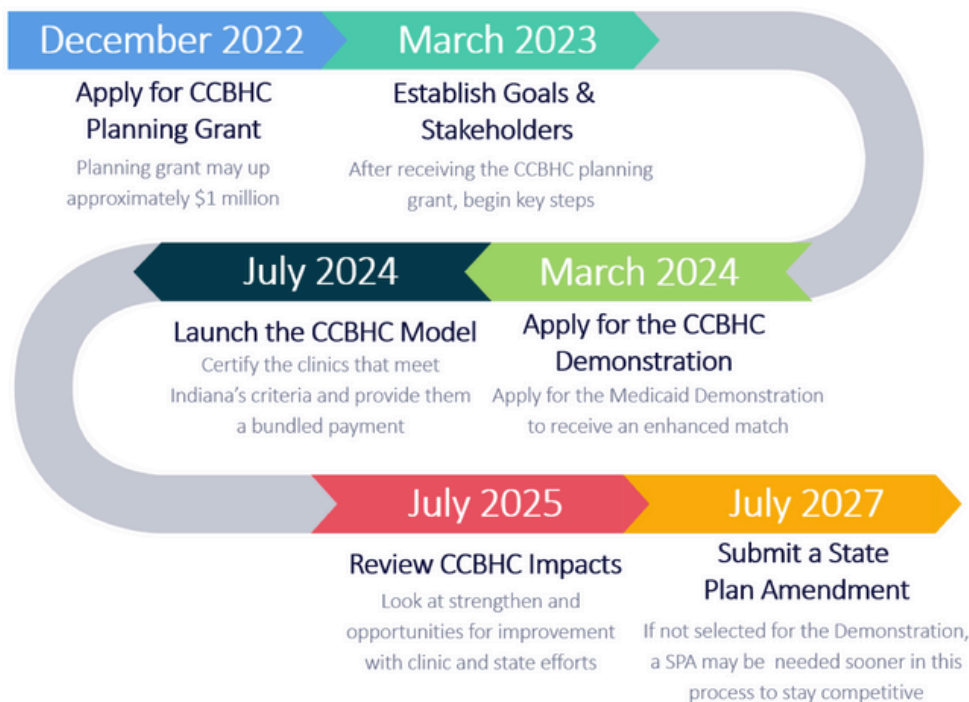 December 2022
Apply for CCBHC
Planning Grant
Planning grant may up
approximately $1 million
March 2023
Establish Goals &
Stakeholders
After receiving the CCBHC planning
grant, begin key steps
March 2024
Apply for the CCBHC
Demonstration
Apply for the Medicaid Demonstration
to receive an enhanced match
July 2024
Launch the CCBHC Model
Certify the clinics that meet
Indiana's criteria and provide them
a bundled payment
July 2025
Review CCBHC Impacts
Look at strengthen and
opportunities for improvement
with clinic and state efforts
July 2027
Submit a State
Plan Amendment
If not selected for the Demonstration,
a SPA may be needed sooner in this
process to stay competitive